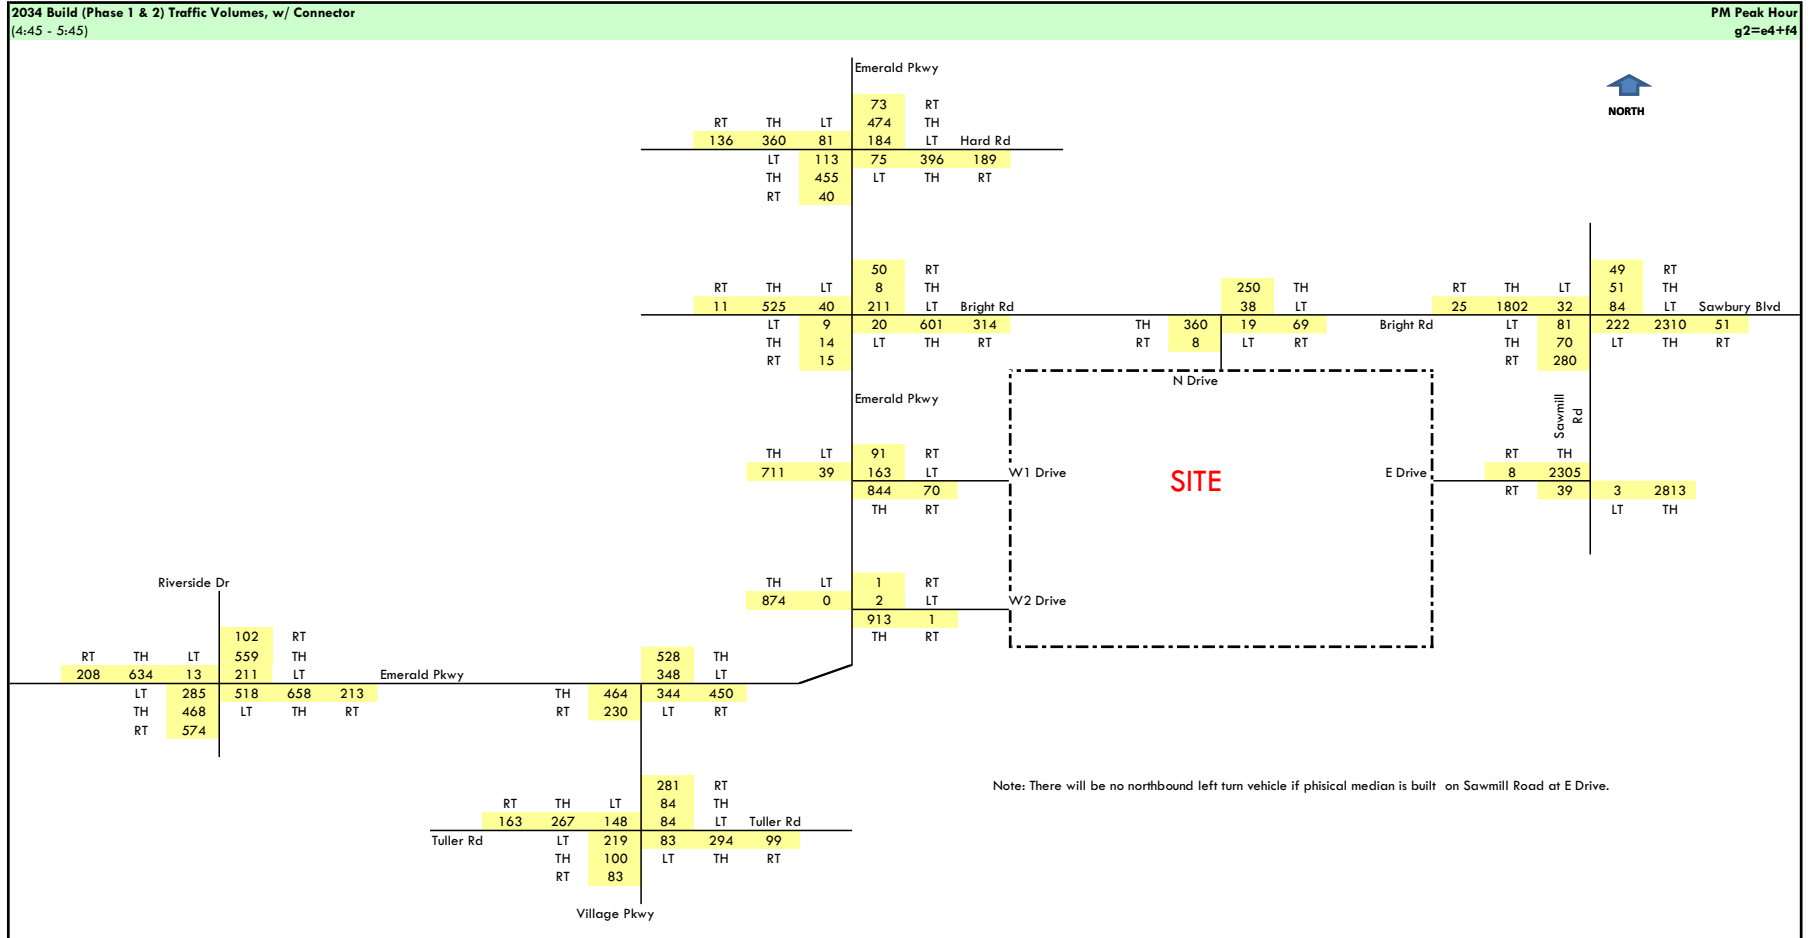 2034 Build (Phase 1 & 2) Traffic Volumes, w/ Connector PM Peak Hour
(4:45 - 5:45) g2=e4+f4
Emerald Pkwy
NORTH
73 RT
RT TH LT 474 TH
136 360 81 184 LT Hard Rd
LT 113 75 396 189
TH 455 LT TH RT
RT 40
50 RT
RT TH LT 8 TH
11 525 40 211 LT Bright Rd
LT 9 20 601 314
TH 14 LT TH RT
RT 15
250 TH
38 LT
TH 360 19 69 Bright Rd
RT 8 LT RT
N Drive
49 RT
RT TH LT 51 TH
25 1802 32 84 LT Sawbury Blvd
LT 81 222 2310 51
TH 70 LT TH RT
RT 280
Emerald Pkwy
Sawmill Rd
TH LT 91 RT
711 39 163 LT W1 Drive
844 70
TH RT
SITE
RT TH
E Drive 8 2305
RT 39 3 2813
LT TH
TH LT 1 RT
874 0 2 LT W2 Drive
913 1
TH RT
Riverside Dr
102 RT
RT TH LT 559 TH
208 634 13 211 LT Emerald Pkwy
LT 285 518 658 213
TH 468 LT TH RT
RT 574
528 TH
348 LT
TH 464 344 450
RT 230 LT RT
281 RT
RT TH LT 84 TH
163 267 148 84 LT Tuller Rd
Tuller Rd LT 219 83 294 99
TH 100 LT TH RT
RT 83
Village Pkwy
Note: There will be no northbound left turn vehicle if phisical median is built on Sawmill Road at E Drive.